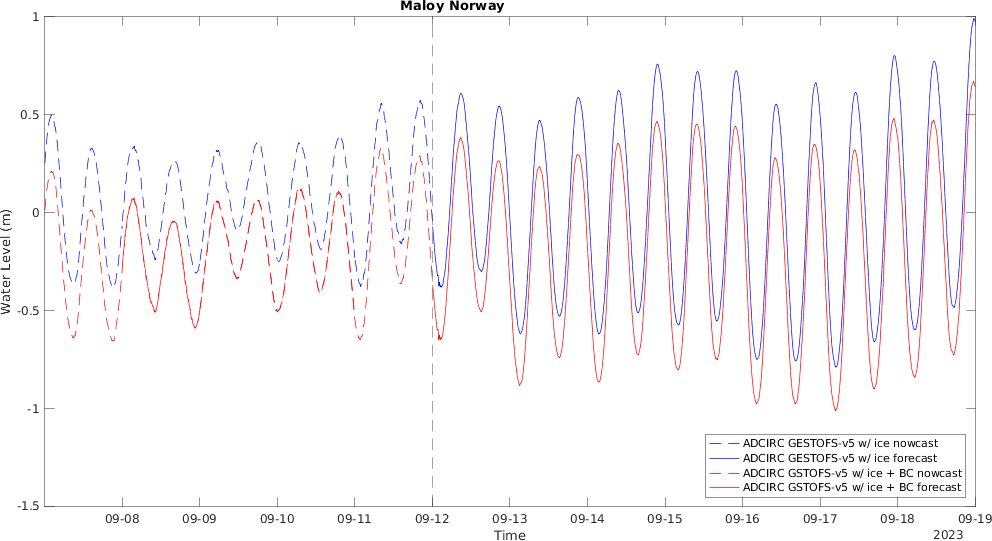 Maloy Norway
Water Level (m)
1
0.5
0
-0.5
-1
-1.5
ADCIRC GESTOFS-v5 w/ ice nowcast
ADCIRC GESTOFS-v5 w/ ice forecast
ADCIRC GSTOFS-v5 w/ ice + BC nowcast
ADCIRC GSTOFS-v5 w/ ice + BC forecast
09-08 09-09 09-10 09-11 09-12 09-13 09-14 09-15 09-16 09-17 09-18 09-19
Time
2023